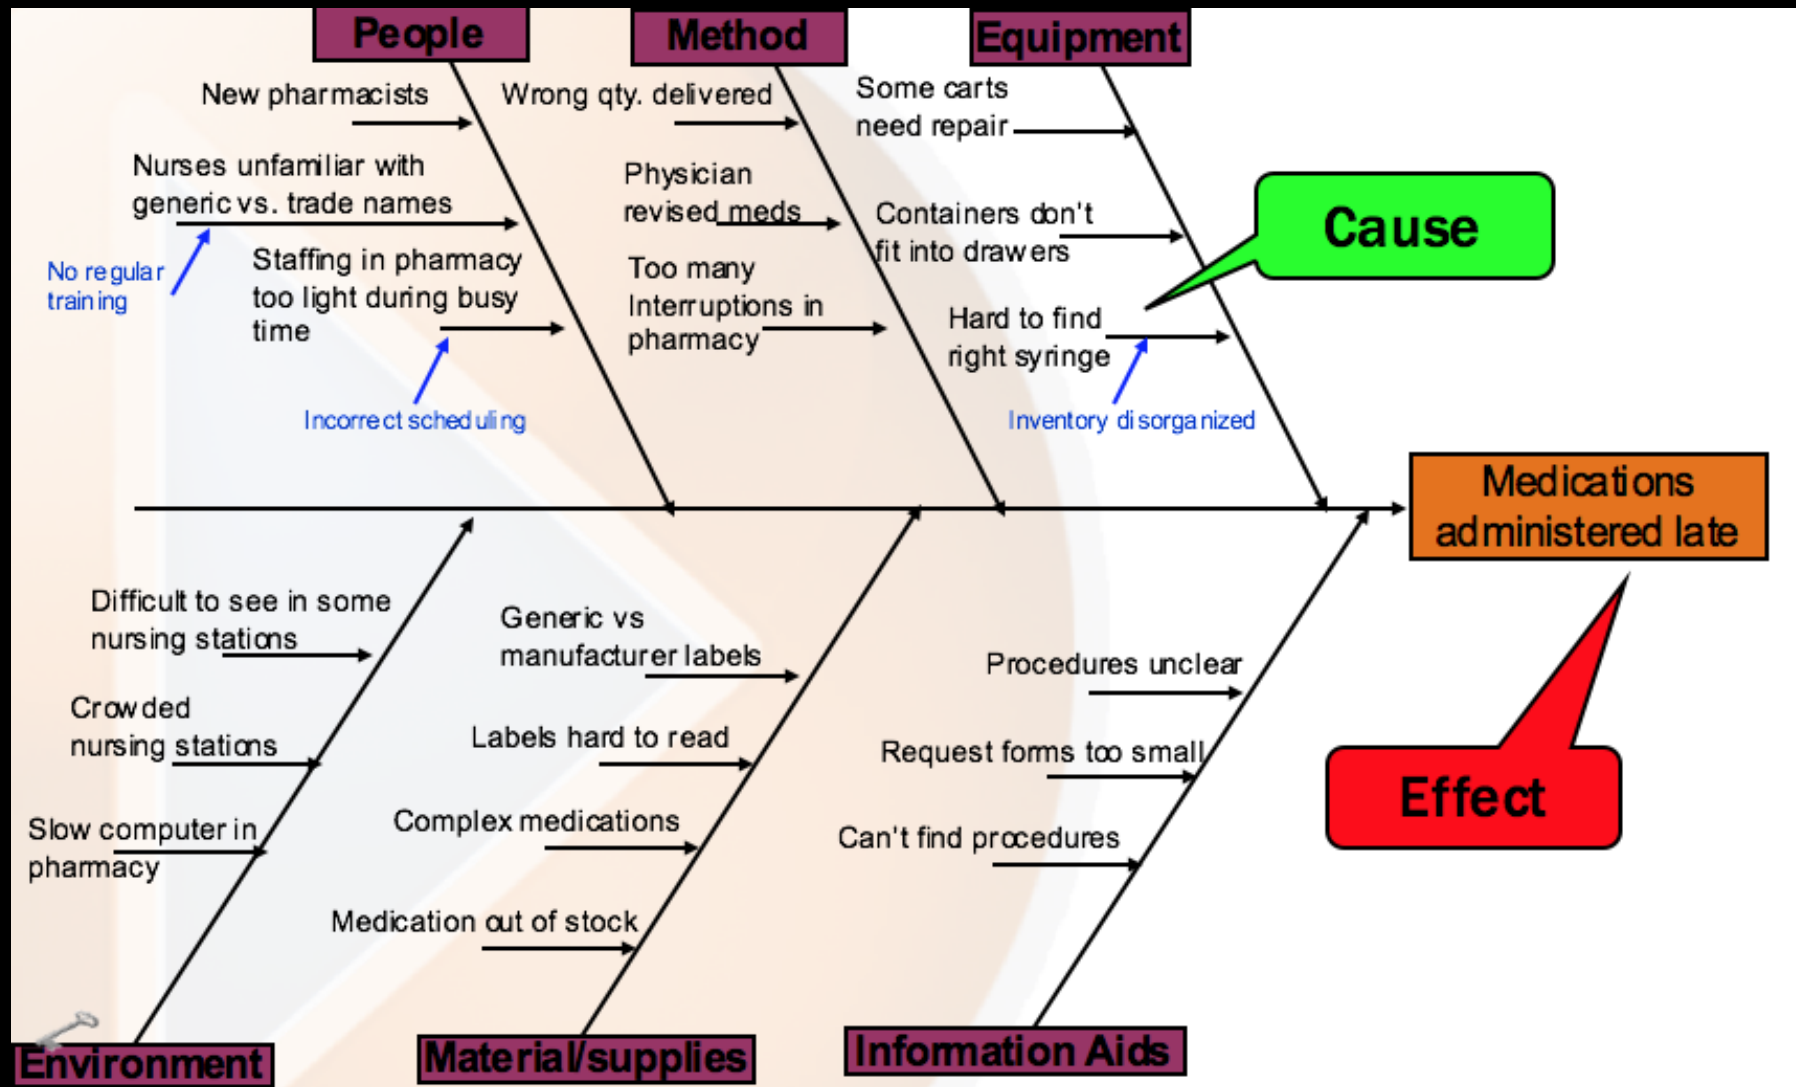 People
Method
Equipment
New pharmacists
Wrong qty. delivered
Some carts
need repair
Nurses unfamiliar with
generic vs. trade names
Physician
revised meds
Containers don't
fit into drawers
Cause
No regular
training
Staffing in pharmacy
too light during busy
time
Too many
Interruptions in
pharmacy
Hard to find
right syringe
Incorrect scheduling
Inventory disorganized
Medications
administered late
Difficult to see in some
nursing stations
Generic vs
manufacturer labels
Procedures unclear
Crowded
nursing stations
Labels hard to read
Request forms too small
Effect
Slow computer in
pharmacy
Complex medications
Can't find procedures
Medication out of stock
Environment
Material/supplies
Information Aids